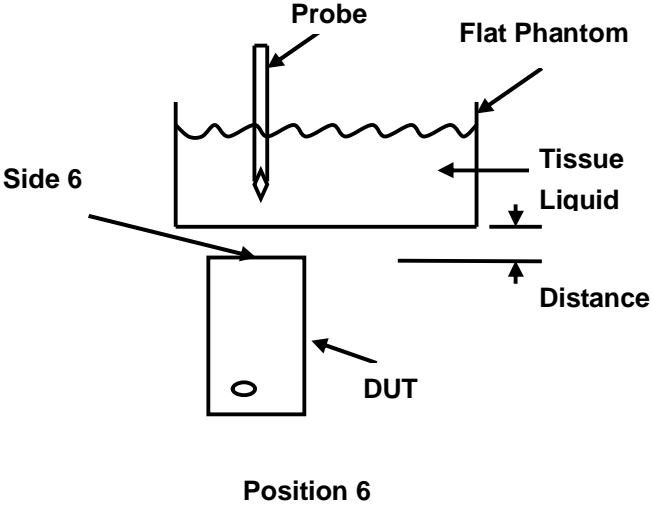 Probe
Flat Phantom
Side 6
Tissue
Liquid
Distance
DUT
Position 6